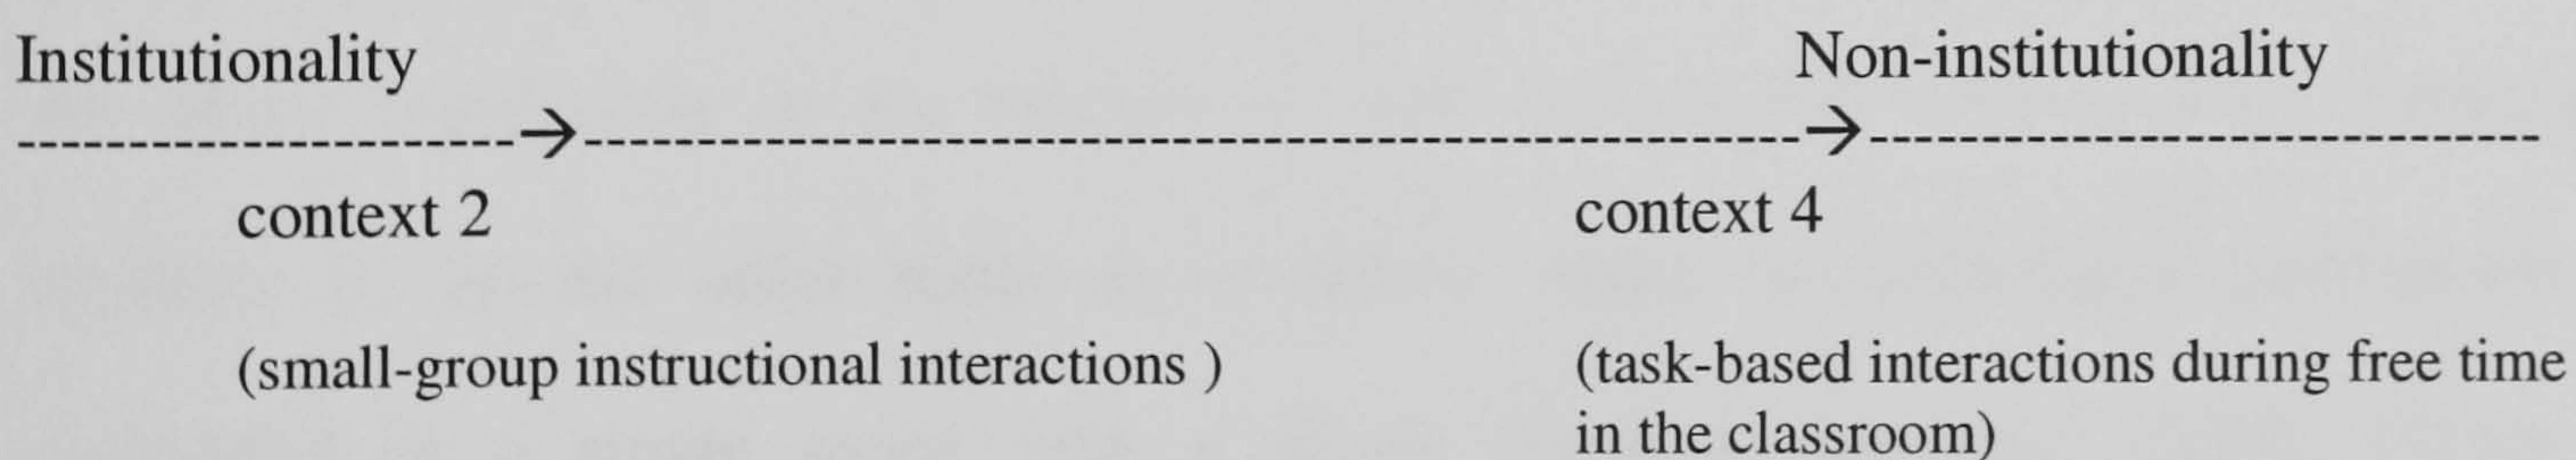 Institutionality Non-institutionality
--------------------→--------------------------------------------------→----------------------------
context 2 context 4
(small-group instructional interactions ) (task-based interactions during free time
in the classroom)